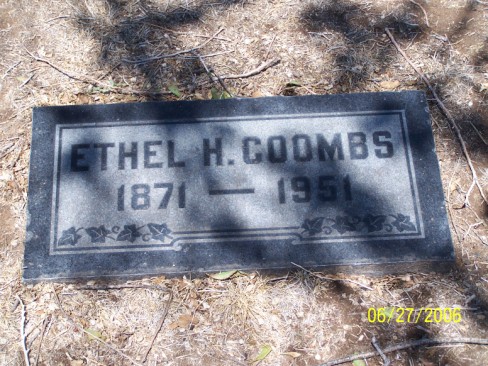 ETHEL H. COOMBS
1871 — 1951
06/27/2006